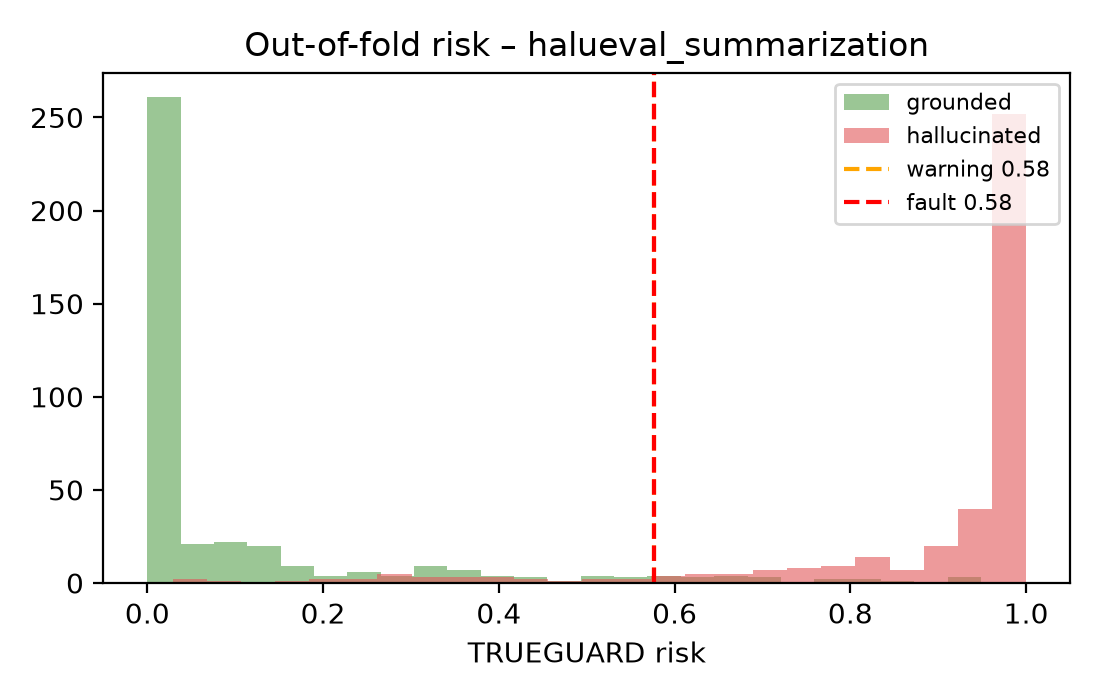 Out-of-fold risk – halueval_summarization
250
200
150
100
50
0
grounded
hallucinated
warning 0.58
fault 0.58
0.0 0.2 0.4 0.6 0.8 1.0
TRUEGUARD risk